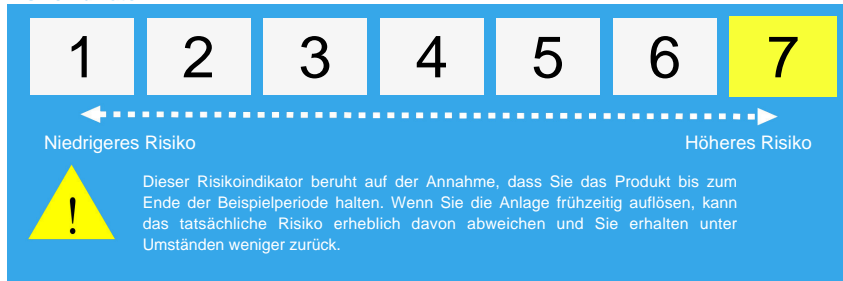 1 2 3 4 5 6 7
Niedrigeres Risiko Höheres Risiko
!
Dieser Risikoindikator beruht auf der Annahme, dass Sie das Produkt bis zum
Ende der Beispielperiode halten. Wenn Sie die Anlage frühzeitig auflösen, kann
das tatsächliche Risiko erheblich davon abweichen und Sie erhalten unter
Umständen weniger zurück.